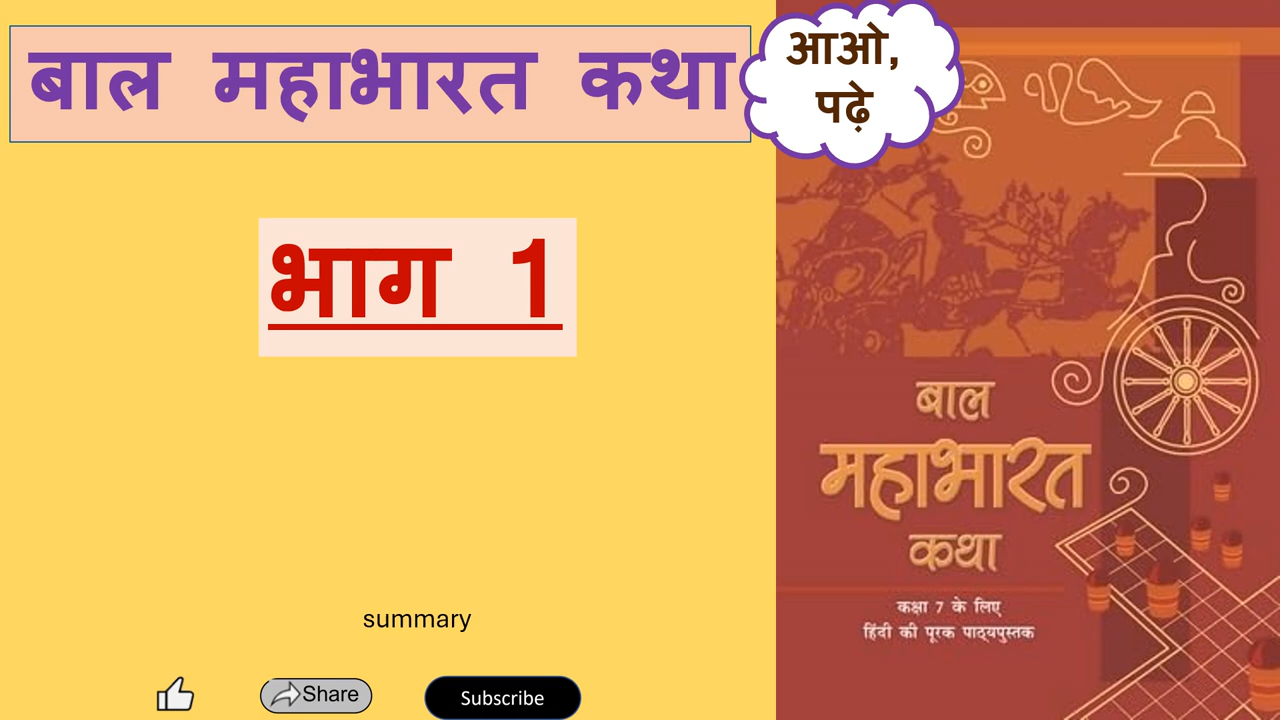 बाल महाभारत कथा
आओ,
पढ़े
भाग 1
summary
Share
Subscribe
बाल
महाभारत
कथा
कक्षा 7 के लिए
हिंदी की पूरक पाठ्यपुस्तक